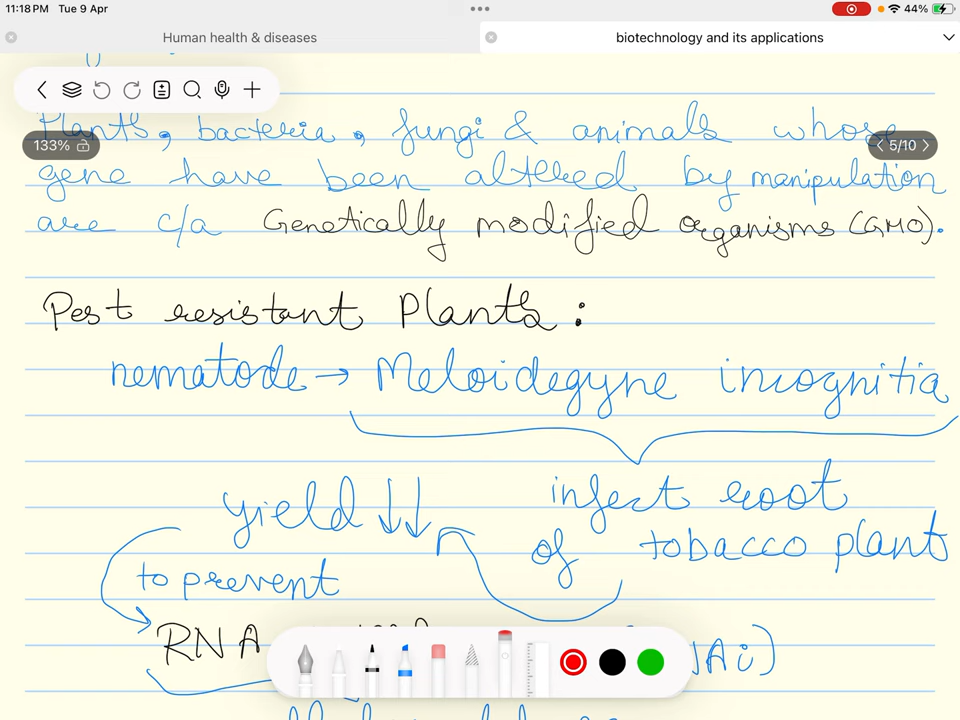 11:18 PM Tue 9 Apr
44%
Human health & diseases
biotechnology and its applications
Plants, bacteria, fungi & animals whose
133%
5/10
gene have been altered by manipulation
are c/a Genetically modified organisms (GMO).
Pest resistant Plants :
nematode → Meloidegyne incognitia
yield ↓↓ infect root
of tobacco plant
to prevent
RNA